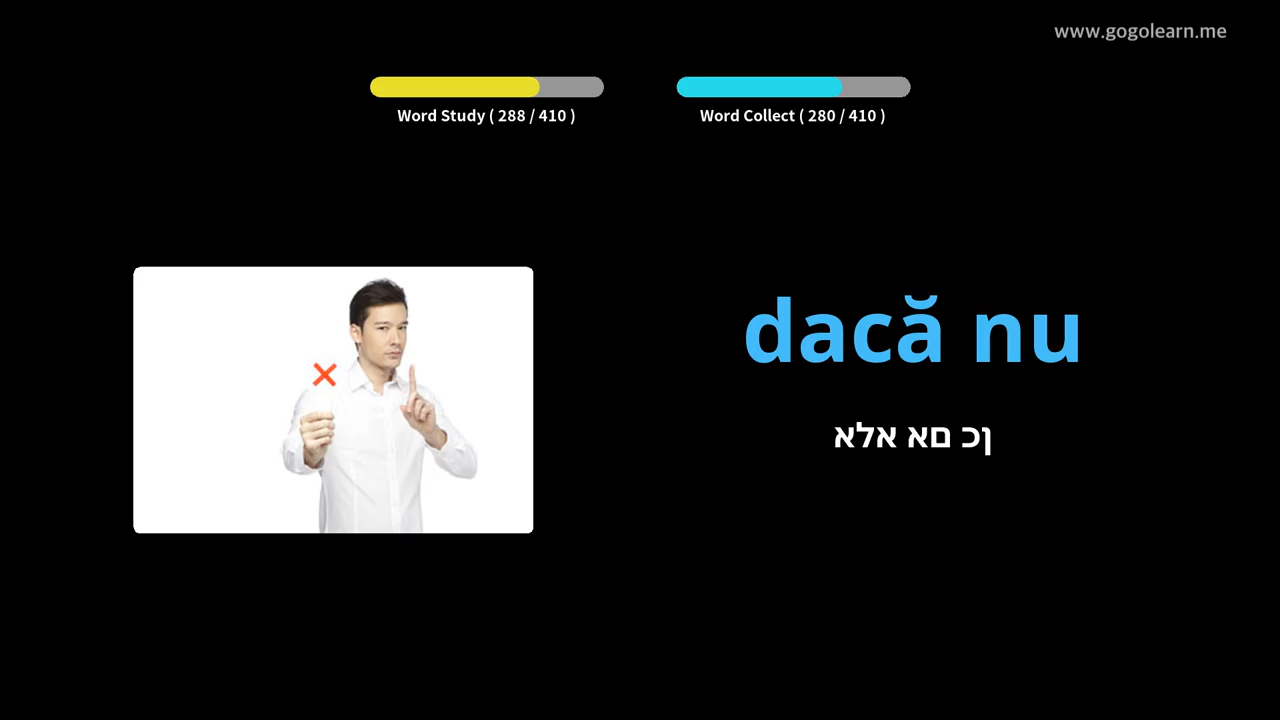 www.gogolearn.me
Word Study ( 288 / 410 )
Word Collect ( 280 / 410 )
dacă nu
אלא אם כן